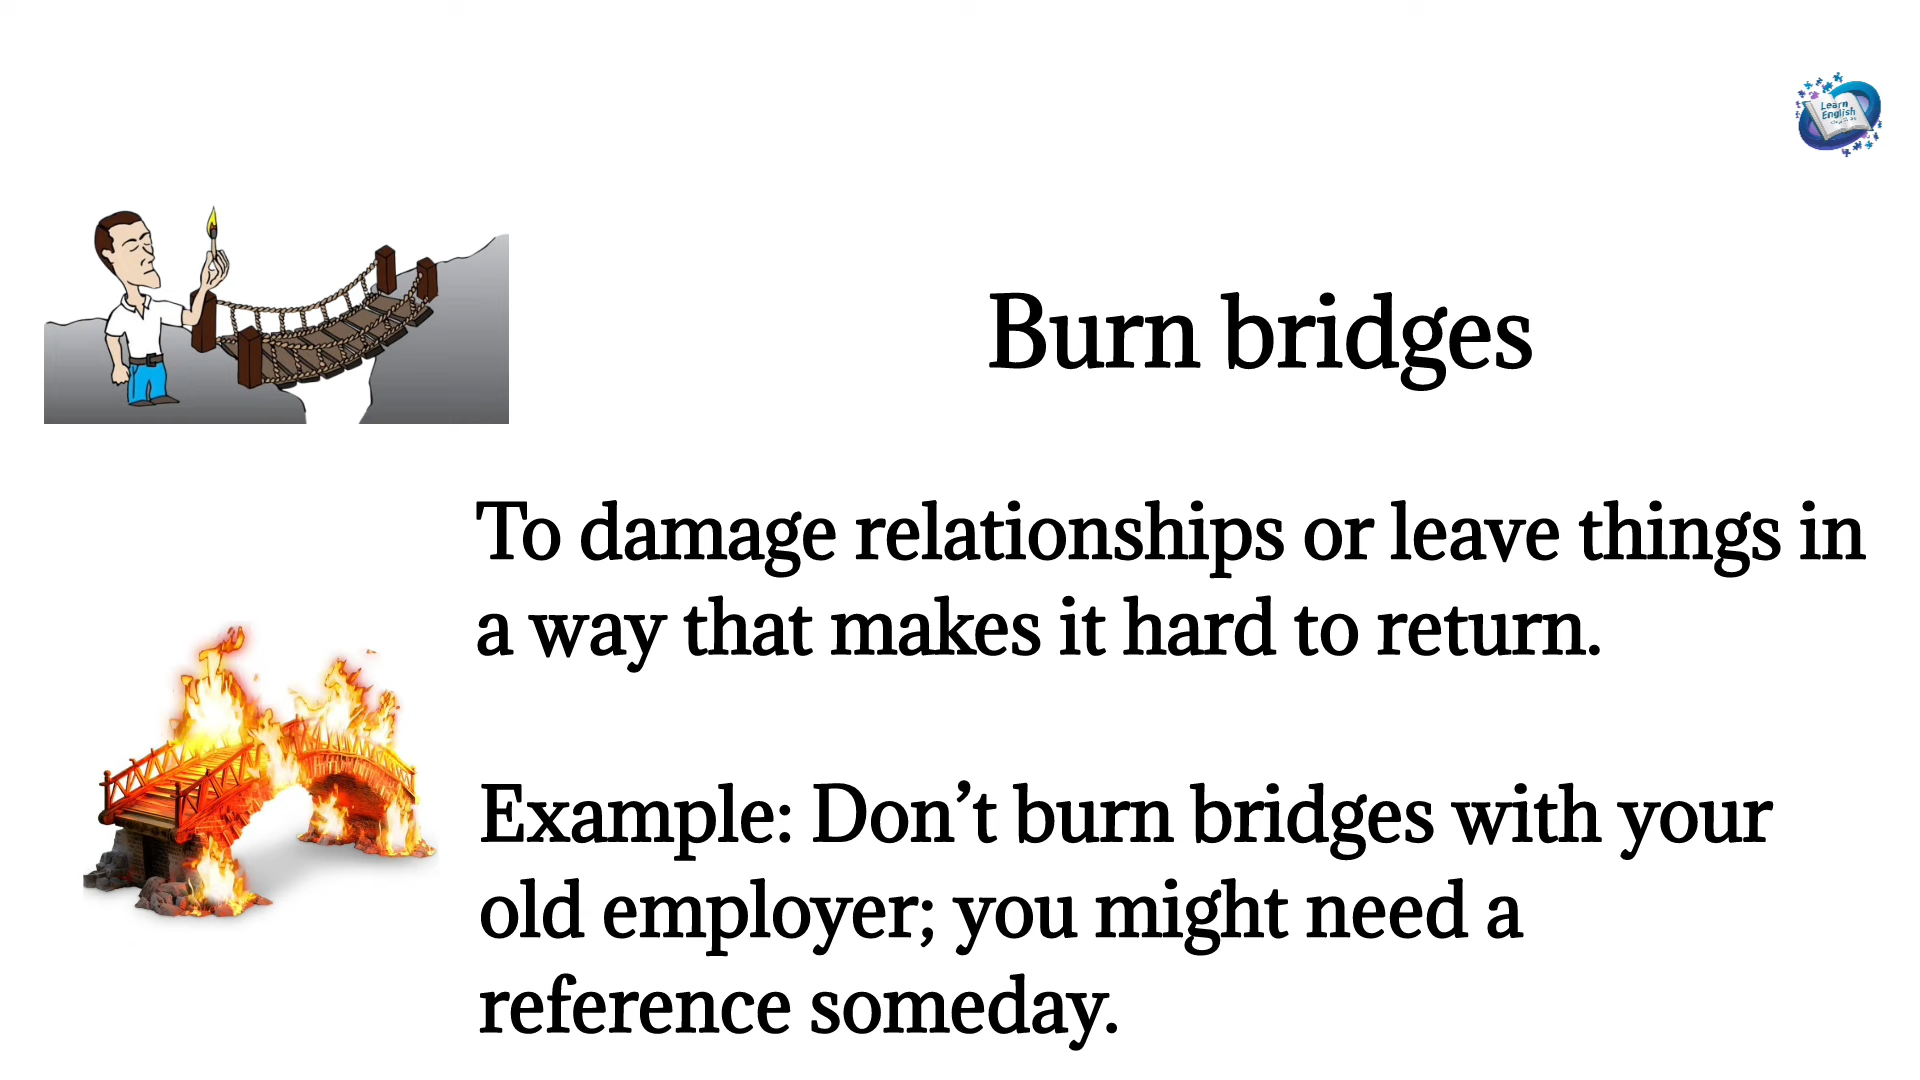 Learn
English
Burn bridges
To damage relationships or leave things in
a way that makes it hard to return.
Example: Don’t burn bridges with your
old employer; you might need a
reference someday.